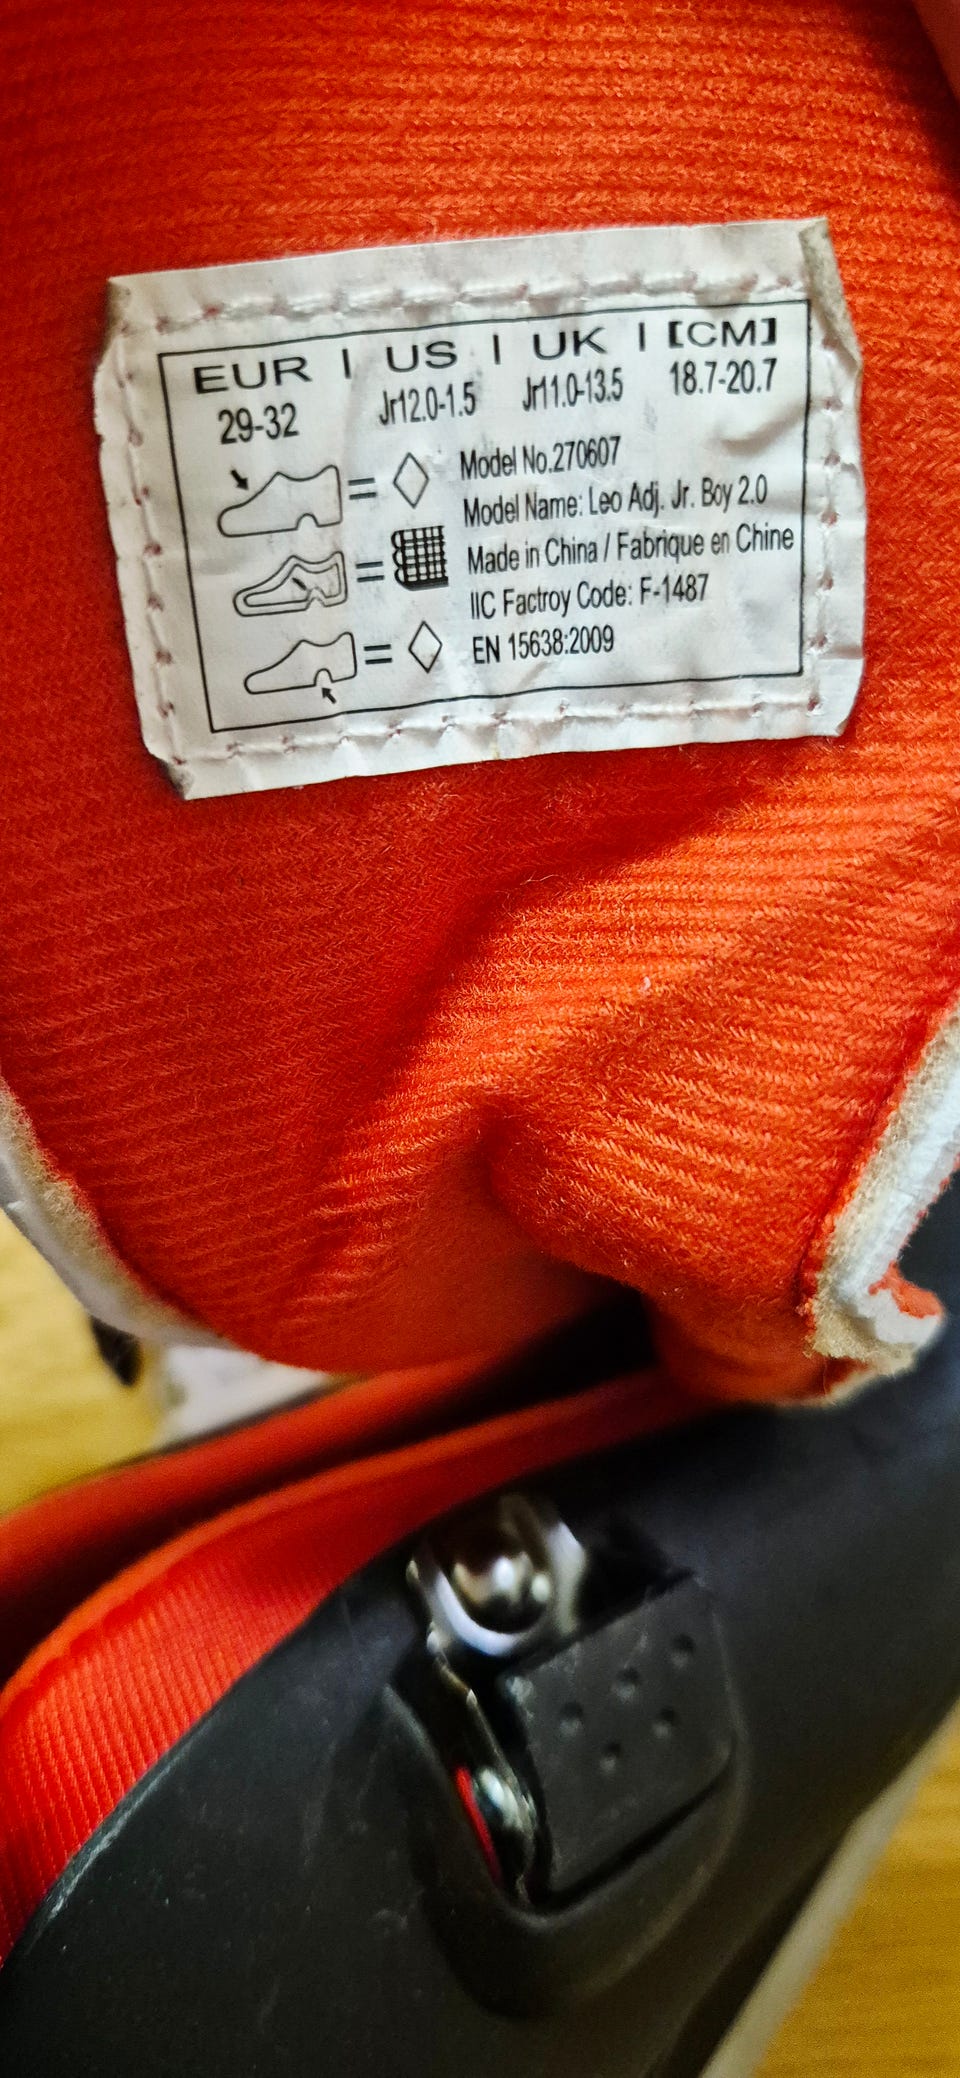 EUR | US | UK | [CM]
29-32 Jr12.0-1.5 Jr11.0-13.5 18.7-20.7
Model No.270607
Model Name: Leo Adj. Jr. Boy 2.0
Made in China / Fabrique en Chine
IIC Factroy Code: F-1487
EN 15638:2009